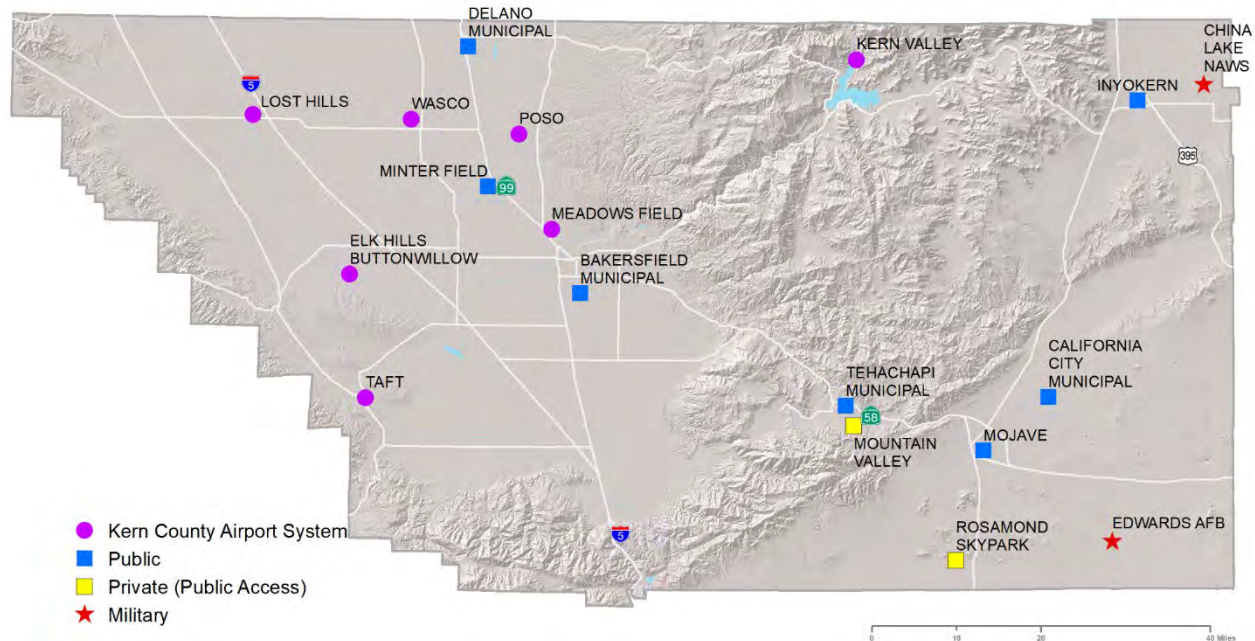 DELANO
MUNICIPAL
KERN VALLEY
CHINA
LAKE
NAWS
5
LOST HILLS
WASCO
POSO
INYOKERN
395
MINTER FIELD
99
MEADOWS FIELD
ELK HILLS
BUTTONWILLOW
BAKERSFIELD
MUNICIPAL
CALIFORNIA
CITY
MUNICIPAL
TEHACHAPI
MUNICIPAL
TAFT
58
MOUNTAIN
VALLEY
MOJAVE
Kern County Airport System
Public
Private (Public Access)
Military
5
ROSAMOND
SKYPARK
EDWARDS AFB
0 10 20 40 Miles